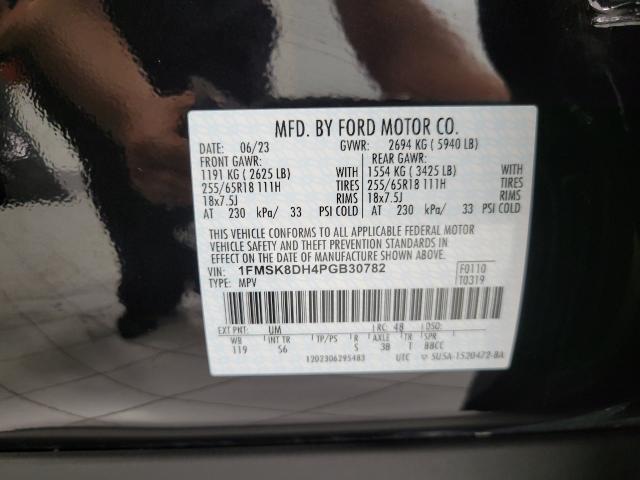 MFD. BY FORD MOTOR CO.
DATE: 06/23 GVWR: 2694 KG ( 5940 LB)
FRONT GAWR: REAR GAWR:
1191 KG ( 2625 LB) WITH 1554 KG ( 3425 LB) WITH
255/65R18 111H TIRES 255/65R18 111H TIRES
18x7.5J RIMS 18x7.5J RIMS
AT 230 kPa/ 33 PSI COLD AT 230 kPa/ 33 PSI COLD
THIS VEHICLE CONFORMS TO ALL APPLICABLE FEDERAL MOTOR
VEHICLE SAFETY AND THEFT PREVENTION STANDARDS IN
EFFECT ON THE DATE OF MANUFACTURE SHOWN ABOVE.
VIN: 1FMSK8DH4PGB30782 F0110
TYPE: MPV T0319
EXT PNT: UM RC: 48 DSO:
WB INT TR TP/PS R AXLE TR SPR
119 S6 S 3B T 88CC
1202306295483 UTC 5U5A-1520472-BA